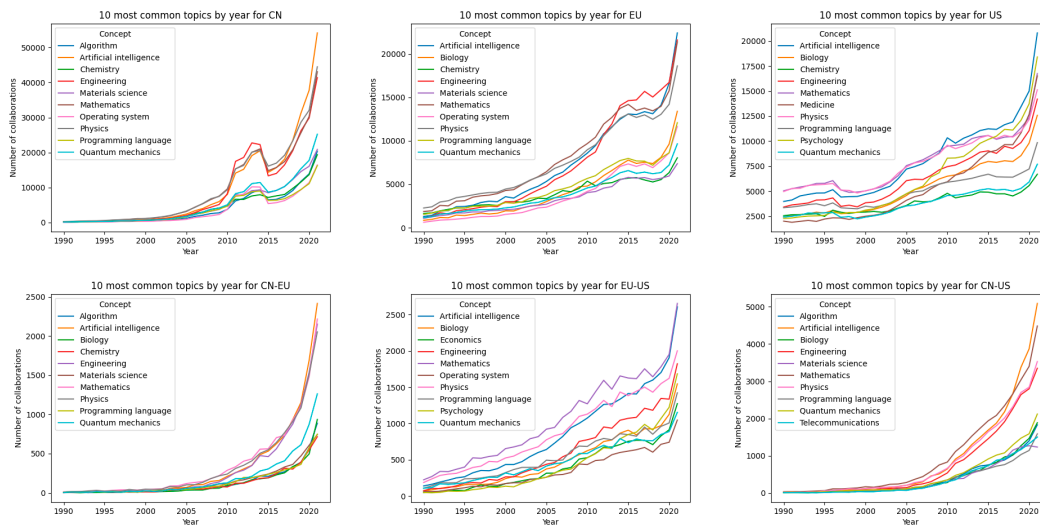 10 most common topics by year for CN
Number of collaborations
50000
40000
30000
20000
10000
0
Concept
Algorithm
Artificial intelligence
Chemistry
Engineering
Materials science
Mathematics
Operating system
Physics
Programming language
Quantum mechanics
1990 1995 2000 2005 2010 2015 2020
Year
10 most common topics by year for EU
Number of collaborations
20000
15000
10000
5000
0
Concept
Artificial intelligence
Biology
Chemistry
Engineering
Materials science
Mathematics
Operating system
Physics
Programming language
Quantum mechanics
1990 1995 2000 2005 2010 2015 2020
Year
10 most common topics by year for US
Number of collaborations
20000
17500
15000
12500
10000
7500
5000
2500
Concept
Artificial intelligence
Biology
Chemistry
Engineering
Mathematics
Medicine
Physics
Programming language
Psychology
Quantum mechanics
1990 1995 2000 2005 2010 2015 2020
Year
10 most common topics by year for CN-EU
Number of collaborations
2500
2000
1500
1000
500
0
Concept
Algorithm
Artificial intelligence
Biology
Chemistry
Engineering
Materials science
Mathematics
Physics
Programming language
Quantum mechanics
1990 1995 2000 2005 2010 2015 2020
Year
10 most common topics by year for EU-US
Number of collaborations
2500
2000
1500
1000
500
0
Concept
Artificial intelligence
Biology
Economics
Engineering
Mathematics
Operating system
Physics
Programming language
Psychology
Quantum mechanics
1990 1995 2000 2005 2010 2015 2020
Year
10 most common topics by year for CN-US
Number of collaborations
5000
4000
3000
2000
1000
0
Concept
Algorithm
Artificial intelligence
Biology
Engineering
Materials science
Mathematics
Physics
Programming language
Quantum mechanics
Telecommunications
1990 1995 2000 2005 2010 2015 2020
Year